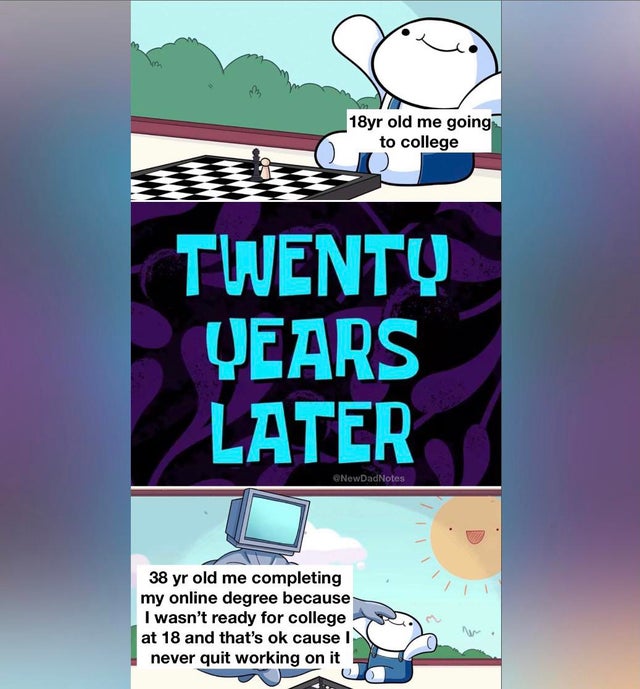 18yr old me going
to college
TWENTY
YEARS
LATER
@NewDadNotes
38 yr old me completing
my online degree because
I wasn't ready for college
at 18 and that's ok cause I
never quit working on it